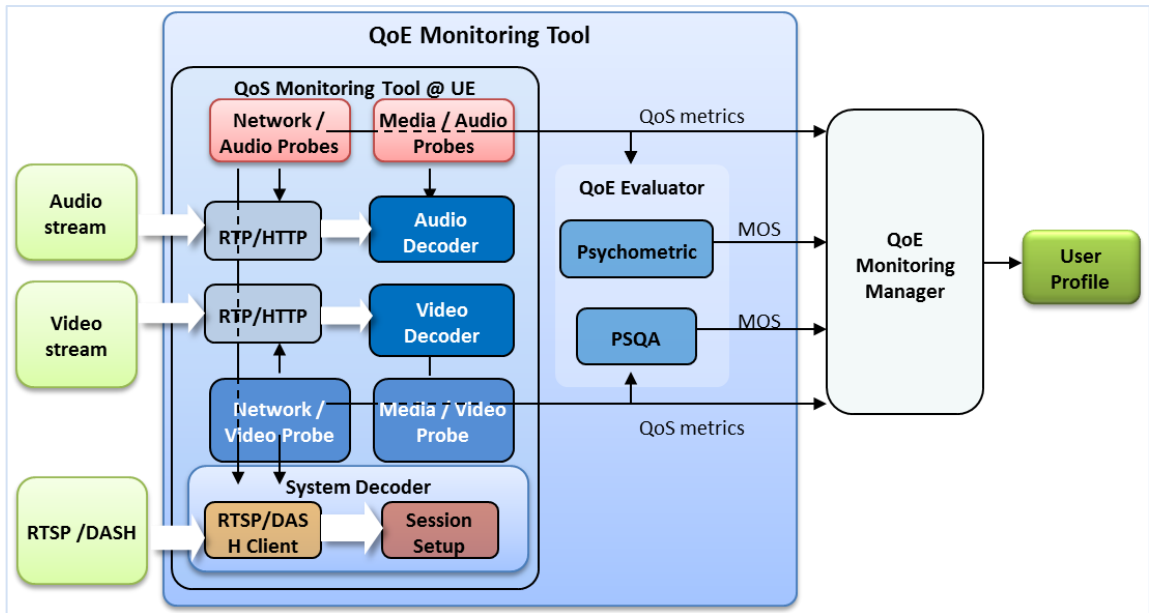 QoE Monitoring Tool
QoS Monitoring Tool @ UE
Network /
Audio Probes
Media / Audio
Probes
QoS metrics
Audio
stream
RTP/HTTP
Audio
Decoder
QoE Evaluator
Psychometric
MOS
QoE
Monitoring
Manager
User
Profile
Video
stream
RTP/HTTP
Video
Decoder
PSQA
MOS
Network /
Video Probe
Media / Video
Probe
QoS metrics
System Decoder
RTSP /DASH
RTSP/DAS
H Client
Session
Setup